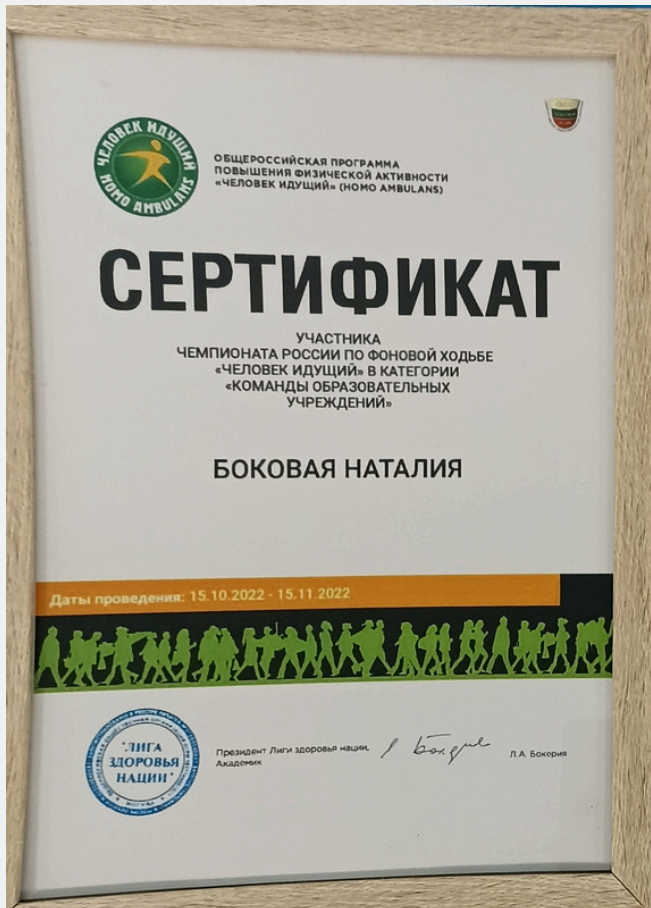 ЧЕЛОВЕК ИДУЩИЙ
HOMO AMBULANS
ОБЩЕРОССИЙСКАЯ ПРОГРАММА
ПОВЫШЕНИЯ ФИЗИЧЕСКОЙ АКТИВНОСТИ
«ЧЕЛОВЕК ИДУЩИЙ» (HOMO AMBULANS)
СЕРТИФИКАТ
УЧАСТНИКА
ЧЕМПИОНАТА РОССИИ ПО ФОНОВОЙ ХОДЬБЕ
«ЧЕЛОВЕК ИДУЩИЙ» В КАТЕГОРИИ
«КОМАНДЫ ОБРАЗОВАТЕЛЬНЫХ
УЧРЕЖДЕНИЙ»
БОКОВАЯ НАТАЛИЯ
Даты проведения: 15.10.2022 - 15.11.2022
"ЛИГА
ЗДОРОВЬЯ
НАЦИИ"
Президент Лиги здоровья нации,
Академик
Л.А. Бокерия